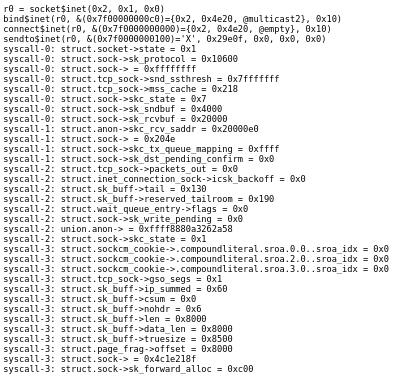 r0 = socket$inet(0x2, 0x1, 0x0)
bind$inet(r0, &(0x7f00000000c0)={0x2, 0x4e20, @multicast2}, 0x10)
connect$inet(r0, &(0x7f0000000000)={0x2, 0x4e20, @empty}, 0x10)
sendto$inet(r0, &(0x7f0000000100)='X', 0x29e0f, 0x0, 0x0, 0x0)
syscall-0: struct.socket->state = 0x1
syscall-0: struct.sock->sk_protocol = 0x10600
syscall-0: struct.sock-> = 0xffffffff
syscall-0: struct.tcp_sock->snd_ssthresh = 0x7fffffff
syscall-0: struct.tcp_sock->mss_cache = 0x218
syscall-0: struct.sock->skc_state = 0x7
syscall-0: struct.sock->sk_sndbuf = 0x4000
syscall-0: struct.sock->sk_rcvbuf = 0x20000
syscall-1: struct.anon->skc_rcv_saddr = 0x20000e0
syscall-1: struct.sock-> = 0x204e
syscall-1: struct.sock->skc_tx_queue_mapping = 0xffff
syscall-1: struct.sock->sk_dst_pending_confirm = 0x0
syscall-2: struct.tcp_sock->packets_out = 0x0
syscall-2: struct.inet_connection_sock->icsk_backoff = 0x0
syscall-2: struct.sk_buff->tail = 0x130
syscall-2: struct.sk_buff->reserved_tailroom = 0x190
syscall-2: struct.wait_queue_entry->flags = 0x0
syscall-2: struct.sock->sk_write_pending = 0x0
syscall-2: union.anon-> = 0xffff8880a3262a58
syscall-2: struct.sock->skc_state = 0x1
syscall-3: struct.sockcm_cookie->.compoundliteral.sroa.0.0..sroa_idx = 0x0
syscall-3: struct.sockcm_cookie->.compoundliteral.sroa.2.0..sroa_idx = 0x0
syscall-3: struct.sockcm_cookie->.compoundliteral.sroa.3.0..sroa_idx = 0x0
syscall-3: struct.tcp_sock->gso_segs = 0x1
syscall-3: struct.sk_buff->ip_summed = 0x60
syscall-3: struct.sk_buff->csum = 0x0
syscall-3: struct.sk_buff->nohdr = 0x6
syscall-3: struct.sk_buff->len = 0x8000
syscall-3: struct.sk_buff->data_len = 0x8000
syscall-3: struct.sk_buff->truesize = 0x8500
syscall-3: struct.page_frag->offset = 0x8000
syscall-3: struct.sock-> = 0x4c1e218f
syscall-3: struct.sock->sk_forward_alloc = 0xc00